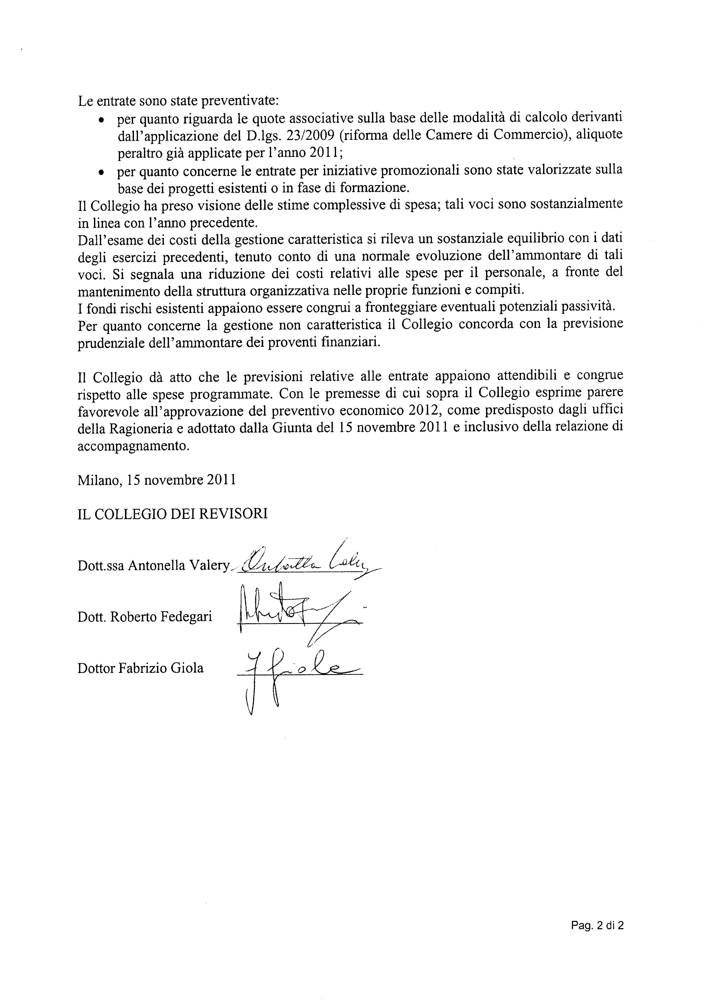 Le entrate sono state preventivate:
• per quanto riguarda le quote associative sulla base delle modalità di calcolo derivanti
dall'applicazione del D.lgs. 23/2009 (riforma delle Camere di Commercio), aliquote
peraltro già applicate per l'anno 2011;
• per quanto concerne le entrate per iniziative promozionali sono state valorizzate sulla
base dei progetti esistenti o in fase di formazione.
Il Collegio ha preso visione delle stime complessive di spesa; tali voci sono sostanzialmente
in linea con l'anno precedente.
Dall'esame dei costi della gestione caratteristica si rileva un sostanziale equilibrio con i dati
degli esercizi precedenti, tenuto conto di una normale evoluzione dell'ammontare di tali
voci. Si segnala una riduzione dei costi relativi alle spese per il personale, a fronte del
mantenimento della struttura organizzativa nelle proprie funzioni e compiti.
I fondi rischi esistenti appaiono essere congrui a fronteggiare eventuali potenziali passività.
Per quanto concerne la gestione non caratteristica il Collegio concorda con la previsione
prudenziale dell'ammontare dei proventi finanziari.
Il Collegio dà atto che le previsioni relative alle entrate appaiono attendibili e congrue
rispetto alle spese programmate. Con le premesse di cui sopra il Collegio esprime parere
favorevole all'approvazione del preventivo economico 2012, come predisposto dagli uffici
della Ragioneria e adottato dalla Giunta del 15 novembre 2011 e inclusivo della relazione di
accompagnamento.
Milano, 15 novembre 2011
IL COLLEGIO DEI REVISORI
Dott.ssa Antonella Valery
Dott. Roberto Fedegari
Dottor Fabrizio Giola
Pag. 2 di 2